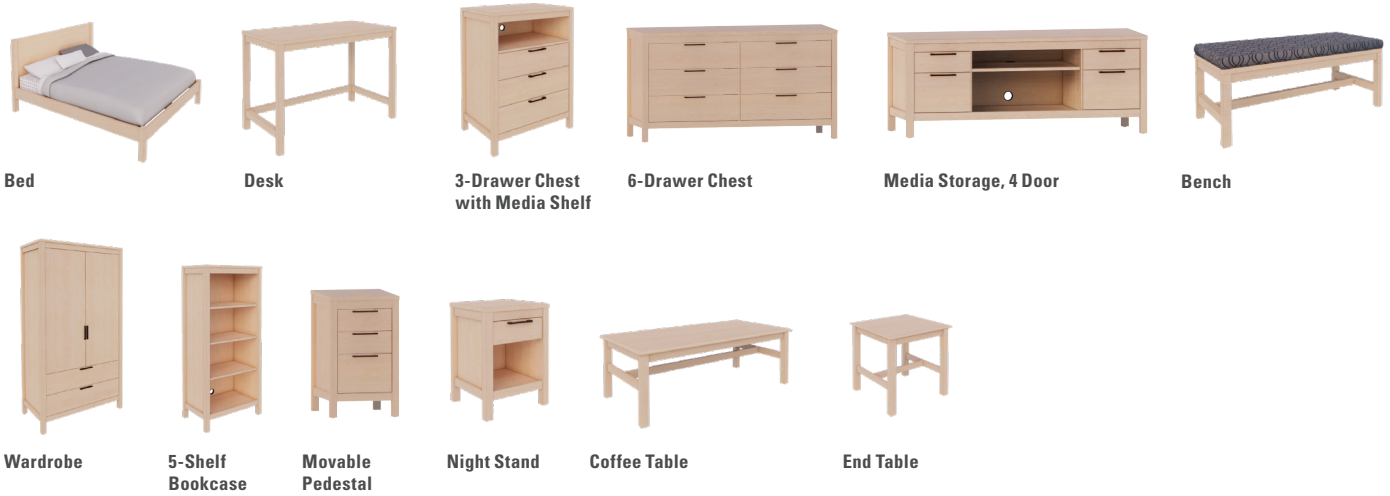 Bed
Desk
3-Drawer Chest
with Media Shelf
6-Drawer Chest
Media Storage, 4 Door
Bench
Wardrobe
5-Shelf
Bookcase
Movable
Pedestal
Night Stand
Coffee Table
End Table